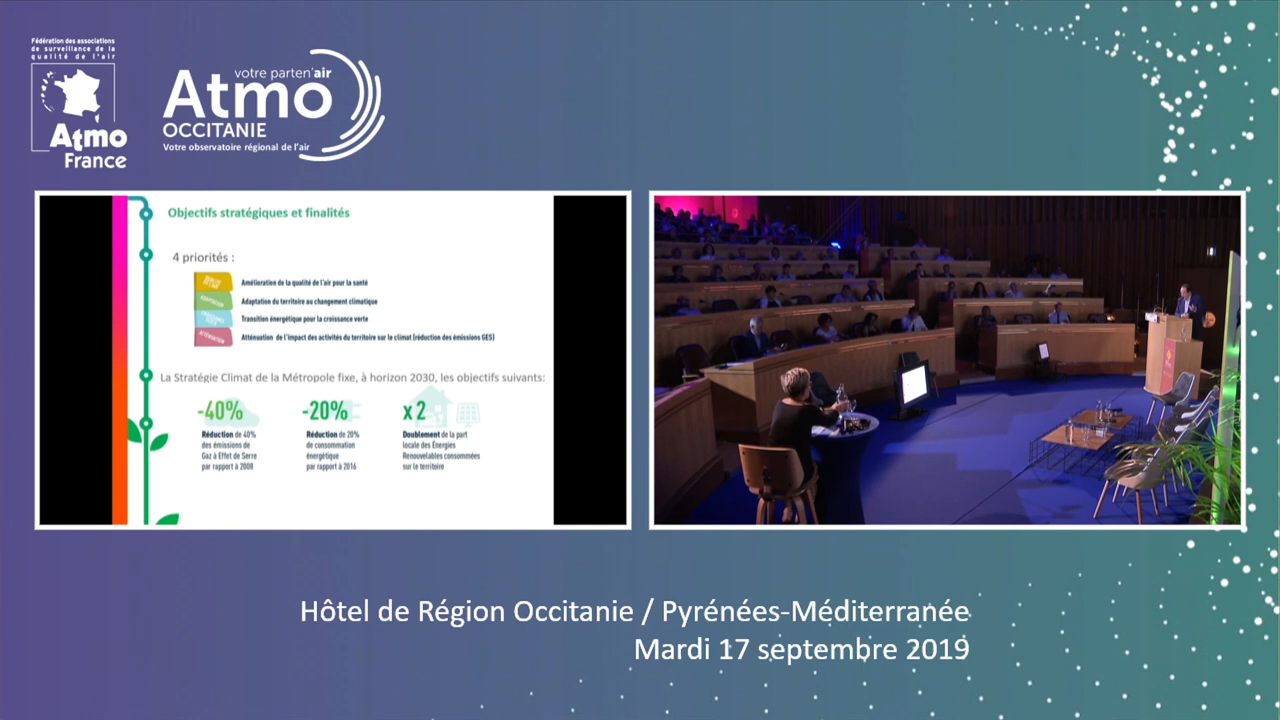 Fédération des associations
de surveillance de la
qualité de l'air
Atmo
France
votre parten'air
Atmo
OCCITANIE
Votre observatoire régional de l'air
Objectifs stratégiques et finalités
4 priorités :
Amélioration de la qualité de l'air pour la santé
ADAPTATION
Adaptation du territoire au changement climatique
Transition énergétique pour la croissance verte
ATTENUATION
Atténuation de l'impact des activités du territoire sur le climat (réduction des émissions GES)
La Stratégie Climat de la Métropole fixe, à horizon 2030, les objectifs suivants:
-40%
Réduction de 40%
des émissions de
Gaz à Effet de Serre
par rapport à 2008
-20%
Réduction de 20%
de consommation
énergétique
par rapport à 2016
x 2
Doublement de la part
locale des Énergies
Renouvelables consommées
sur le territoire
Hôtel de Région Occitanie / Pyrénées-Méditerranée
Mardi 17 septembre 2019